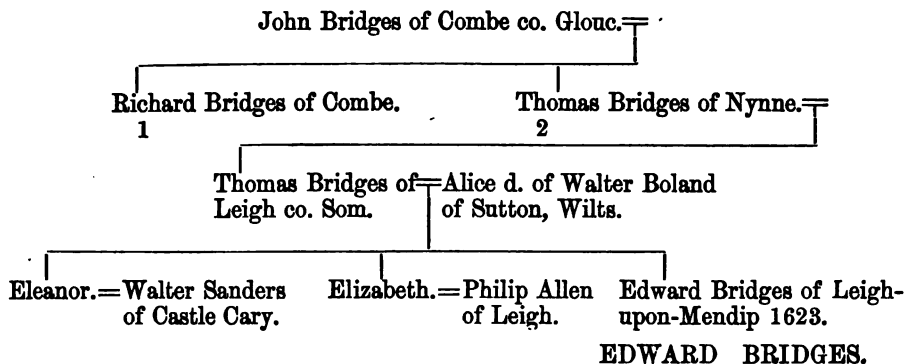 John Bridges of Combe co. Glouc.
Richard Bridges of Combe.
1
Thomas Bridges of Nynne.
2
Thomas Bridges of
Leigh co. Som.
=
Alice d. of Walter Boland
of Sutton, Wilts.
Eleanor.=Walter Sanders
of Castle Cary.
Elizabeth.=Philip Allen
of Leigh.
Edward Bridges of Leigh-
upon-Mendip 1623.
EDWARD BRIDGES.